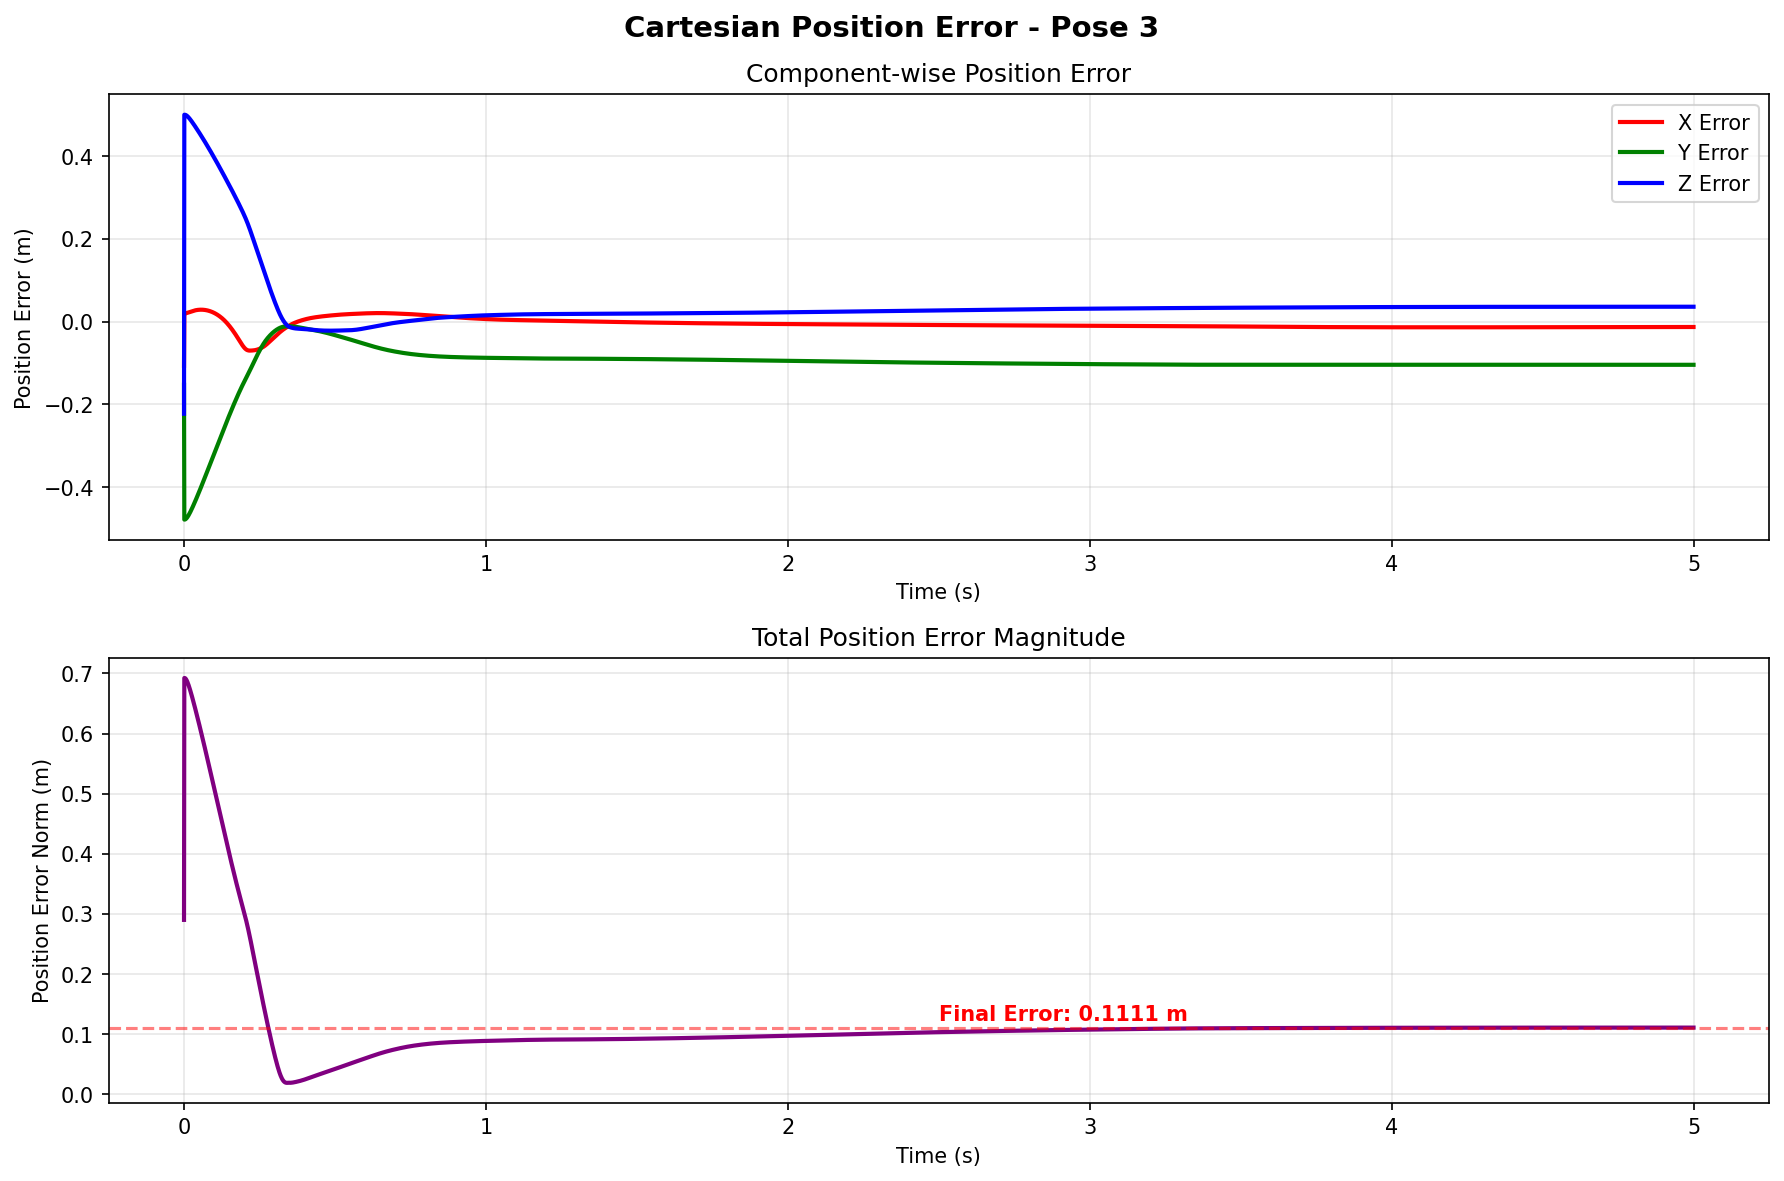 Cartesian Position Error - Pose 3
Component-wise Position Error
Position Error (m)
0.4
0.2
0.0
−0.2
−0.4
X Error
Y Error
Z Error
0 1 2 3 4 5
Time (s)
Total Position Error Magnitude
Position Error Norm (m)
0.7
0.6
0.5
0.4
0.3
0.2
0.1
0.0
Final Error: 0.1111 m
0 1 2 3 4 5
Time (s)